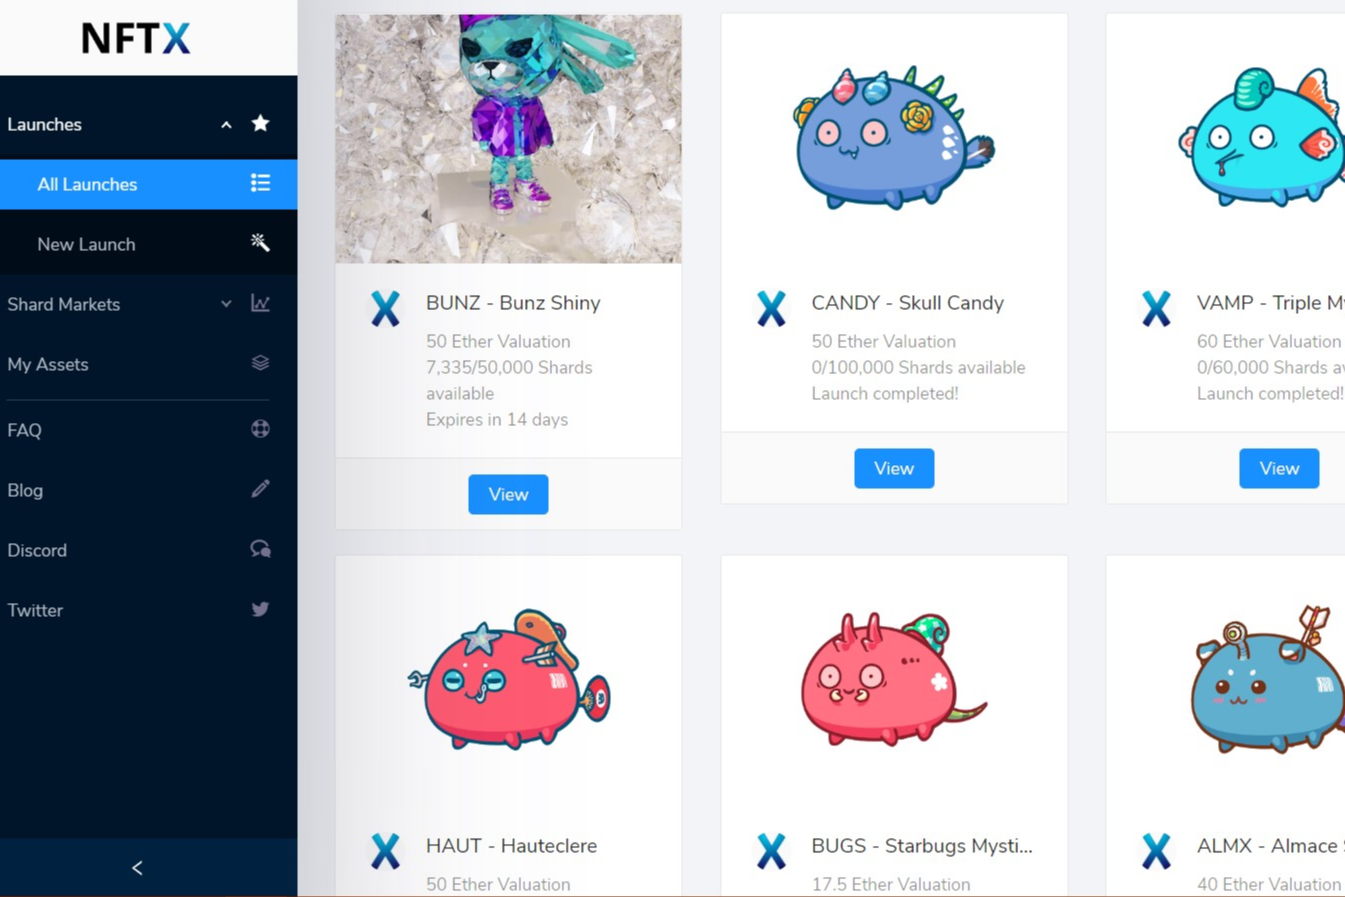 NFTX
Launches
All Launches
New Launch
Shard Markets
My Assets
FAQ
Blog
Discord
Twitter
BUNZ - Bunz Shiny
50 Ether Valuation
7,335/50,000 Shards
available
Expires in 14 days
View
CANDY - Skull Candy
50 Ether Valuation
0/100,000 Shards available
Launch completed!
View
VAMP - Triple My
60 Ether Valuation
0/60,000 Shards av
Launch completed!
View
HAUT - Hauteclere
50 Ether Valuation
BUGS - Starbugs Mysti...
17.5 Ether Valuation
ALMX - Almace
40 Ether Valuation